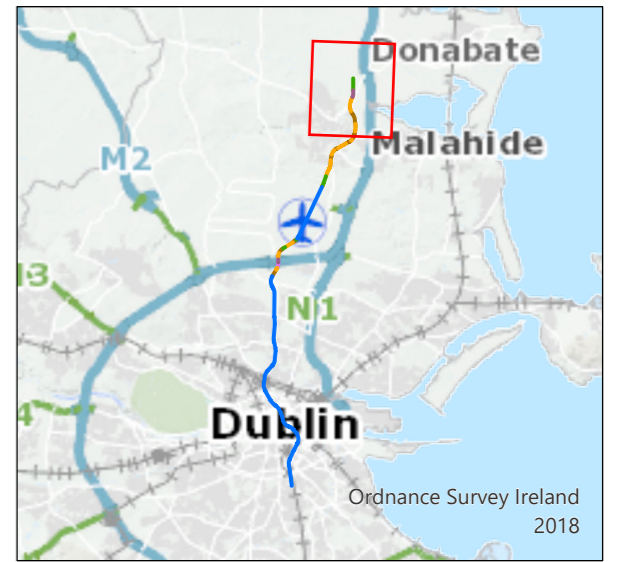 Donabate
M2
Malahide
N1
Dublin
Ordnance Survey Ireland
2018